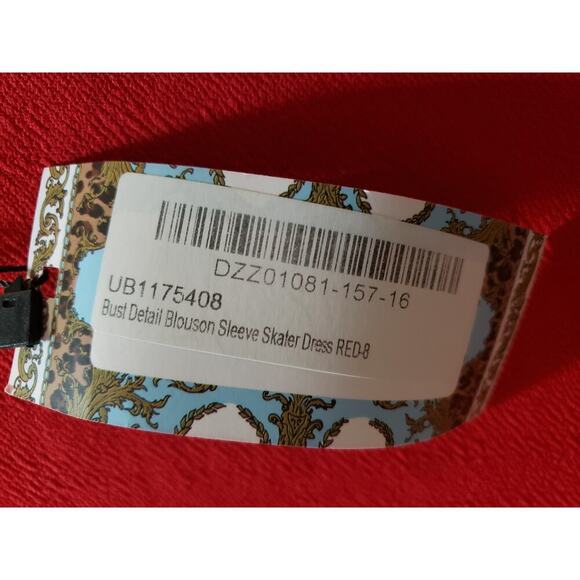 DZZ01081-157-16
UB1175408
Bust Detail Blouson Sleeve Skater Dress RED-8